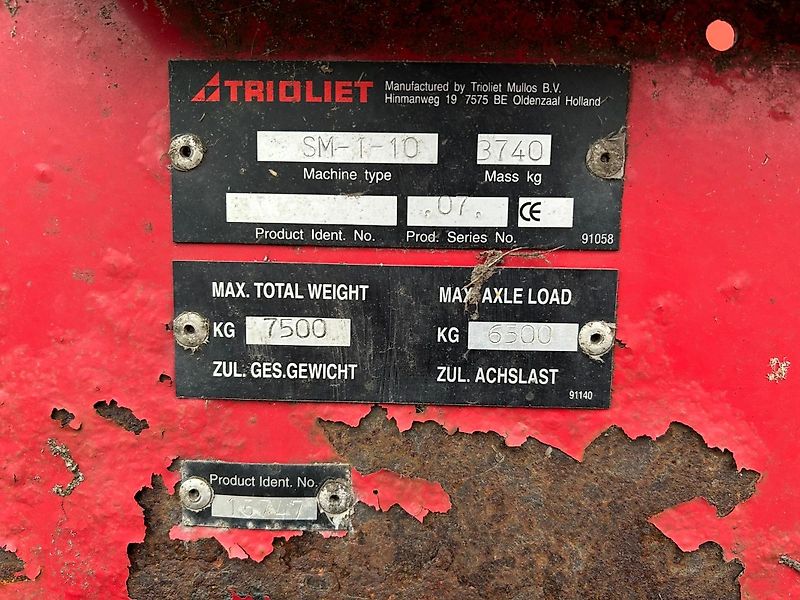 TRIOLIET Manufactured by Trioliet Mullos B.V.
Hinmanweg 19 7575 BE Oldenzaal Holland
SM-1-10 3740
Machine type Mass kg
.07. CE
Product Ident. No. Prod. Series No. 91058
MAX. TOTAL WEIGHT MAX. AXLE LOAD
KG 7500 KG 6500
ZUL. GES.GEWICHT ZUL. ACHSLAST
91140
Product Ident. No.